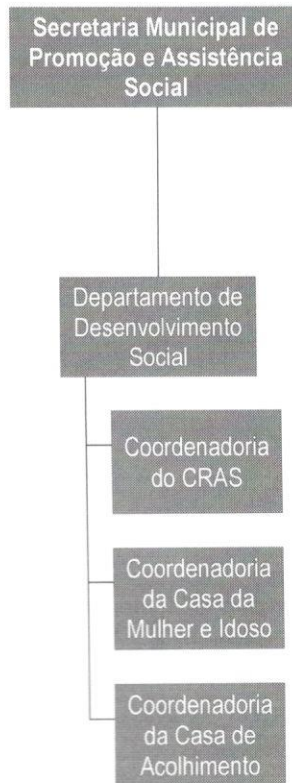 Secretaria Municipal de
Promoção e Assistência
Social
Departamento de
Desenvolvimento
Social
Coordenadoria
do CRAS
Coordenadoria
da Casa da
Mulher e Idoso
Coordenadoria
da Casa de
Acolhimento